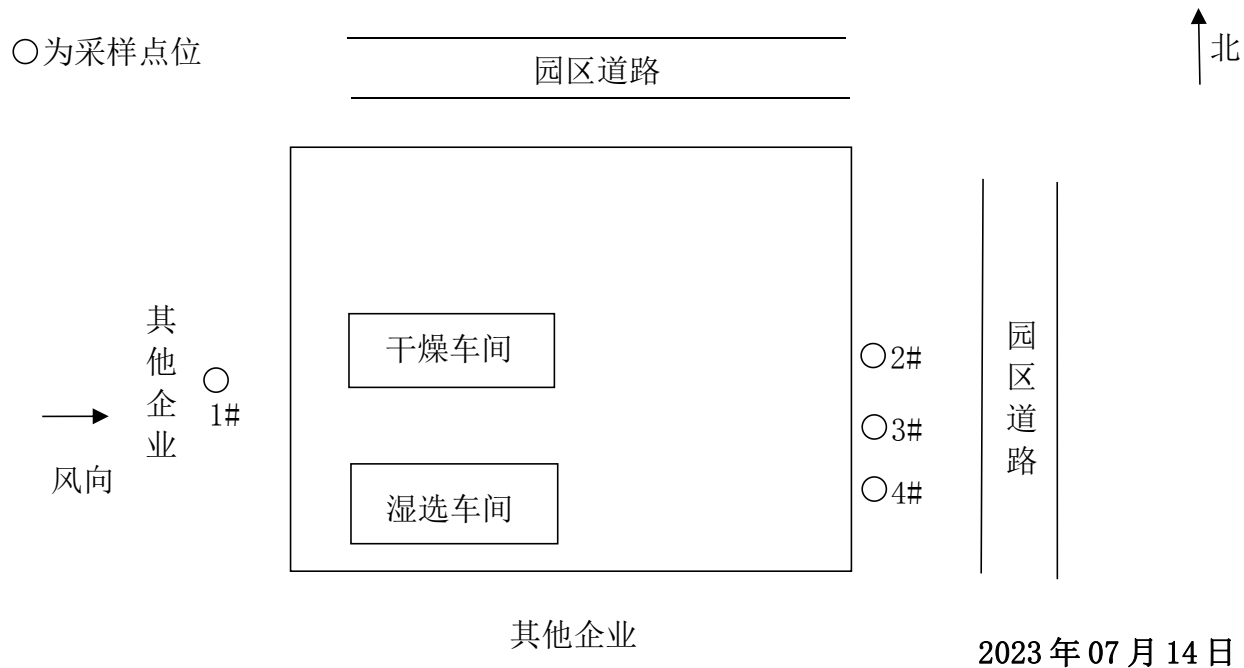 ○为采样点位
园区道路
北
其他企业
风向
1#
干燥车间
湿选车间
○2#
○3#
○4#
园区道路
其他企业
2023年07月14日